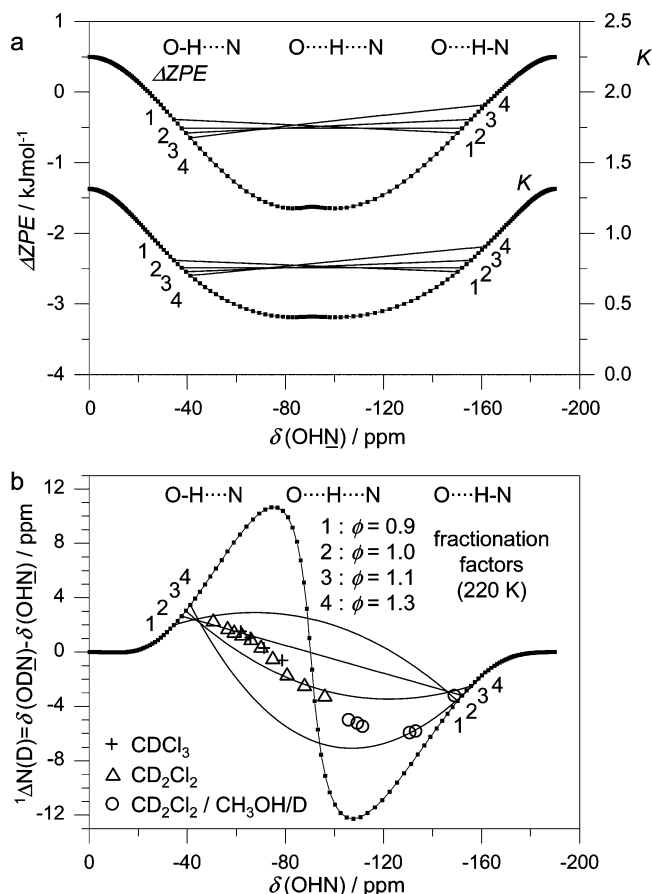 a
O-H····N O····H····N O····H-N
ΔZPE
K
ΔZPE / kJmol⁻¹
K
1
0
-1
-2
-3
-4
2.5
2.0
1.5
1.0
0.5
0.0
1
2
3
4
4
3
2
1
1
2
3
4
4
3
2
1
0 -40 -80 -120 -160 -200
δ(OHN̲) / ppm
b
O-H····N O····H····N O····H-N
1 : ϕ = 0.9
2 : ϕ = 1.0
3 : ϕ = 1.1
4 : ϕ = 1.3
fractionation
factors
(220 K)
¹ΔN(D)=δ(ODN̲)-δ(OHN̲) / ppm
12
8
4
0
-4
-8
-12
4
3
2
1
4
3
2
1
+ CDCl₃
△ CD₂Cl₂
○ CD₂Cl₂ / CH₃OH/D
0 -40 -80 -120 -160 -200
δ(OHN) / ppm